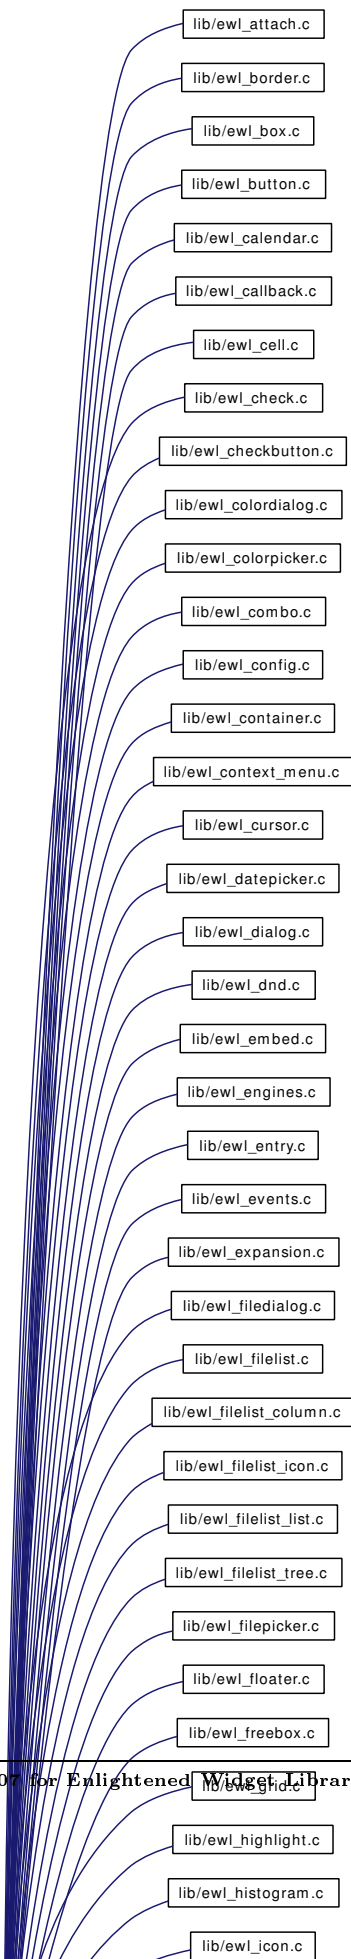 lib/ewl_attach.c
lib/ewl_border.c
lib/ewl_box.c
lib/ewl_button.c
lib/ewl_calendar.c
lib/ewl_callback.c
lib/ewl_cell.c
lib/ewl_check.c
lib/ewl_checkbutton.c
lib/ewl_colordialog.c
lib/ewl_colorpicker.c
lib/ewl_combo.c
lib/ewl_config.c
lib/ewl_container.c
lib/ewl_context_menu.c
lib/ewl_cursor.c
lib/ewl_datepicker.c
lib/ewl_dialog.c
lib/ewl_dnd.c
lib/ewl_embed.c
lib/ewl_engines.c
lib/ewl_entry.c
lib/ewl_events.c
lib/ewl_expansion.c
lib/ewl_filedialog.c
lib/ewl_filelist.c
lib/ewl_filelist_column.c
lib/ewl_filelist_icon.c
lib/ewl_filelist_list.c
lib/ewl_filelist_tree.c
lib/ewl_filepicker.c
lib/ewl_floater.c
lib/ewl_freebox.c
07 for Enlightened Widget Librar
lib/ewl_grid.c
lib/ewl_highlight.c
lib/ewl_histogram.c
lib/ewl_icon.c